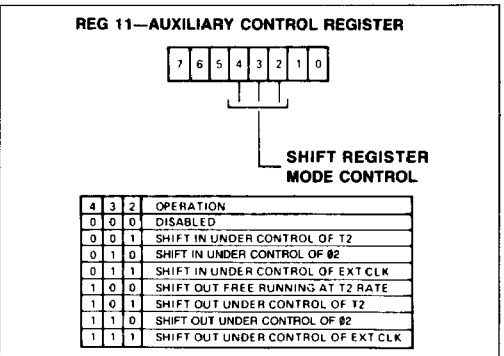 REG 11—AUXILIARY CONTROL REGISTER
7 6 5 4 3 2 1 0
SHIFT REGISTER
MODE CONTROL
4 3 2 OPERATION
0 0 0 DISABLED
0 0 1 SHIFT IN UNDER CONTROL OF T2
0 1 0 SHIFT IN UNDER CONTROL OF Ø2
0 1 1 SHIFT IN UNDER CONTROL OF EXT CLK
1 0 0 SHIFT OUT FREE RUNNING AT T2 RATE
1 0 1 SHIFT OUT UNDER CONTROL OF T2
1 1 0 SHIFT OUT UNDER CONTROL OF Ø2
1 1 1 SHIFT OUT UNDER CONTROL OF EXT CLK